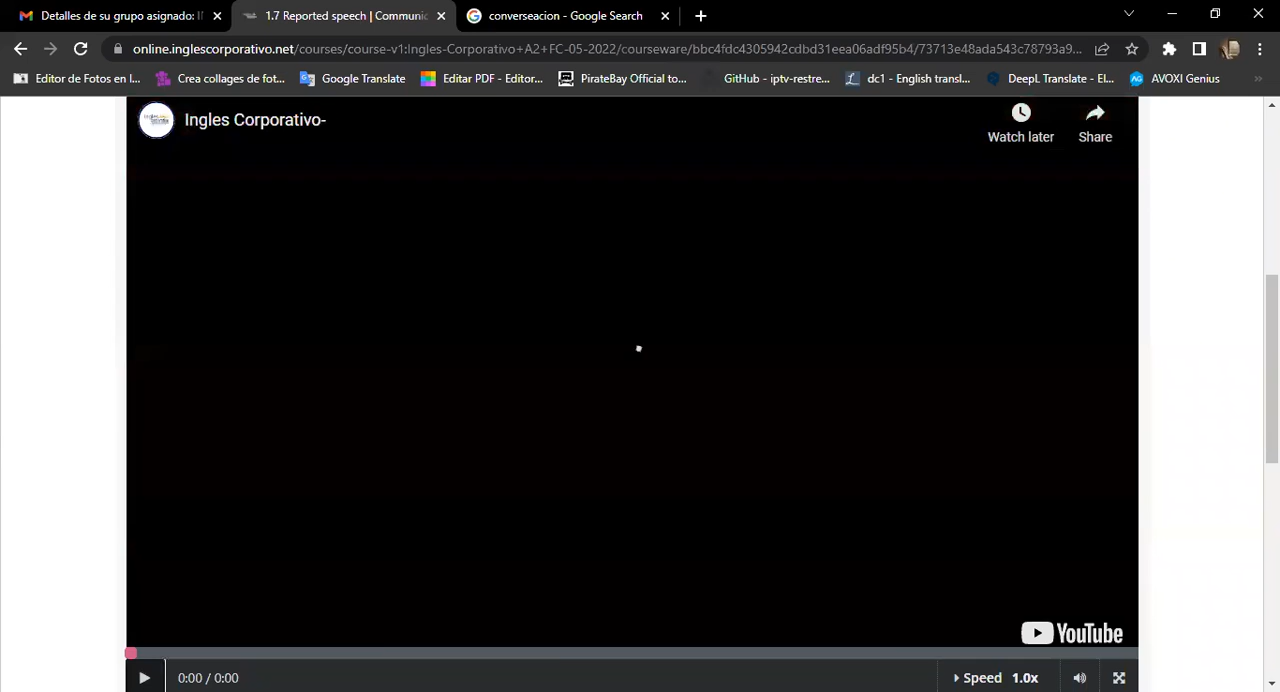 Detalles de su grupo asignado: I
1.7 Reported speech | Communic
converseacion - Google Search
online.inglescorporativo.net/courses/course-v1:Ingles-Corporativo+A2+FC-05-2022/courseware/bbc4fdc4305942cdbd31eea06adf95b4/73713e48ada543c78793a9...
Editor de Fotos en l...
Crea collages de fot...
Google Translate
Editar PDF - Editor...
PirateBay Official to...
GitHub - iptv-restre...
dc1 - English transl...
DeepL Translate - El...
AVOXI Genius
»
Ingles Corporativo-
Watch later
Share
YouTube
0:00 / 0:00
Speed 1.0x